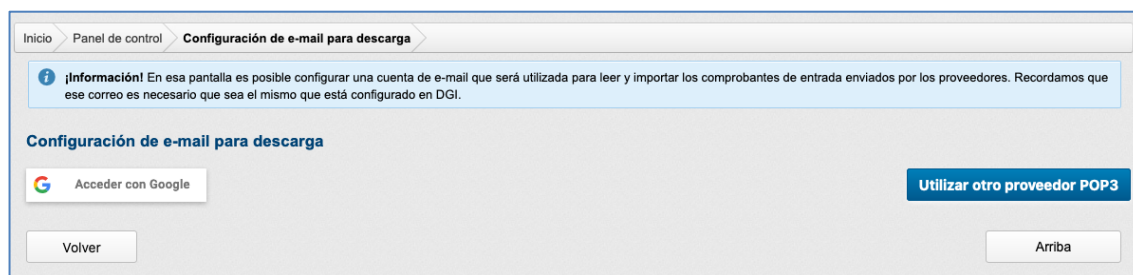 Inicio Panel de control Configuración de e-mail para descarga
¡Información! En esa pantalla es posible configurar una cuenta de e-mail que será utilizada para leer y importar los comprobantes de entrada enviados por los proveedores. Recordamos que
ese correo es necesario que sea el mismo que está configurado en DGI.
Configuración de e-mail para descarga
Acceder con Google Utilizar otro proveedor POP3
Volver Arriba